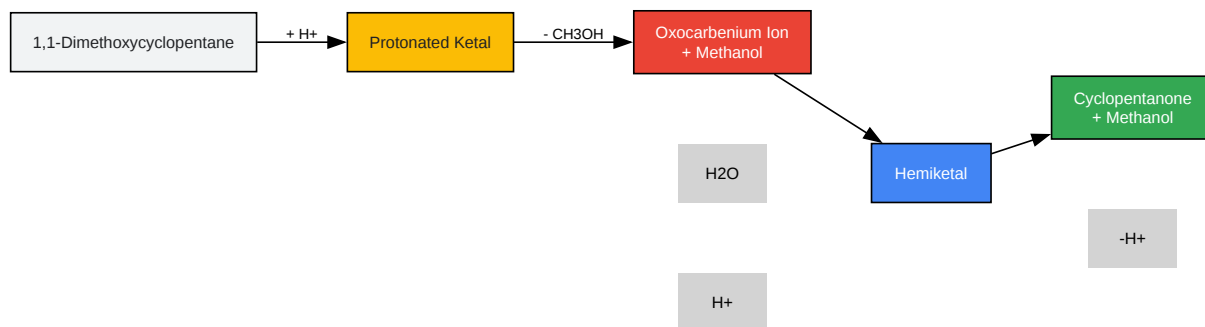 1,1-Dimethoxycyclopentane
+ H+
Protonated Ketal
- CH3OH
Oxocarbenium Ion
+ Methanol
Cyclopentanone
+ Methanol
H2O
Hemiketal
-H+
H+